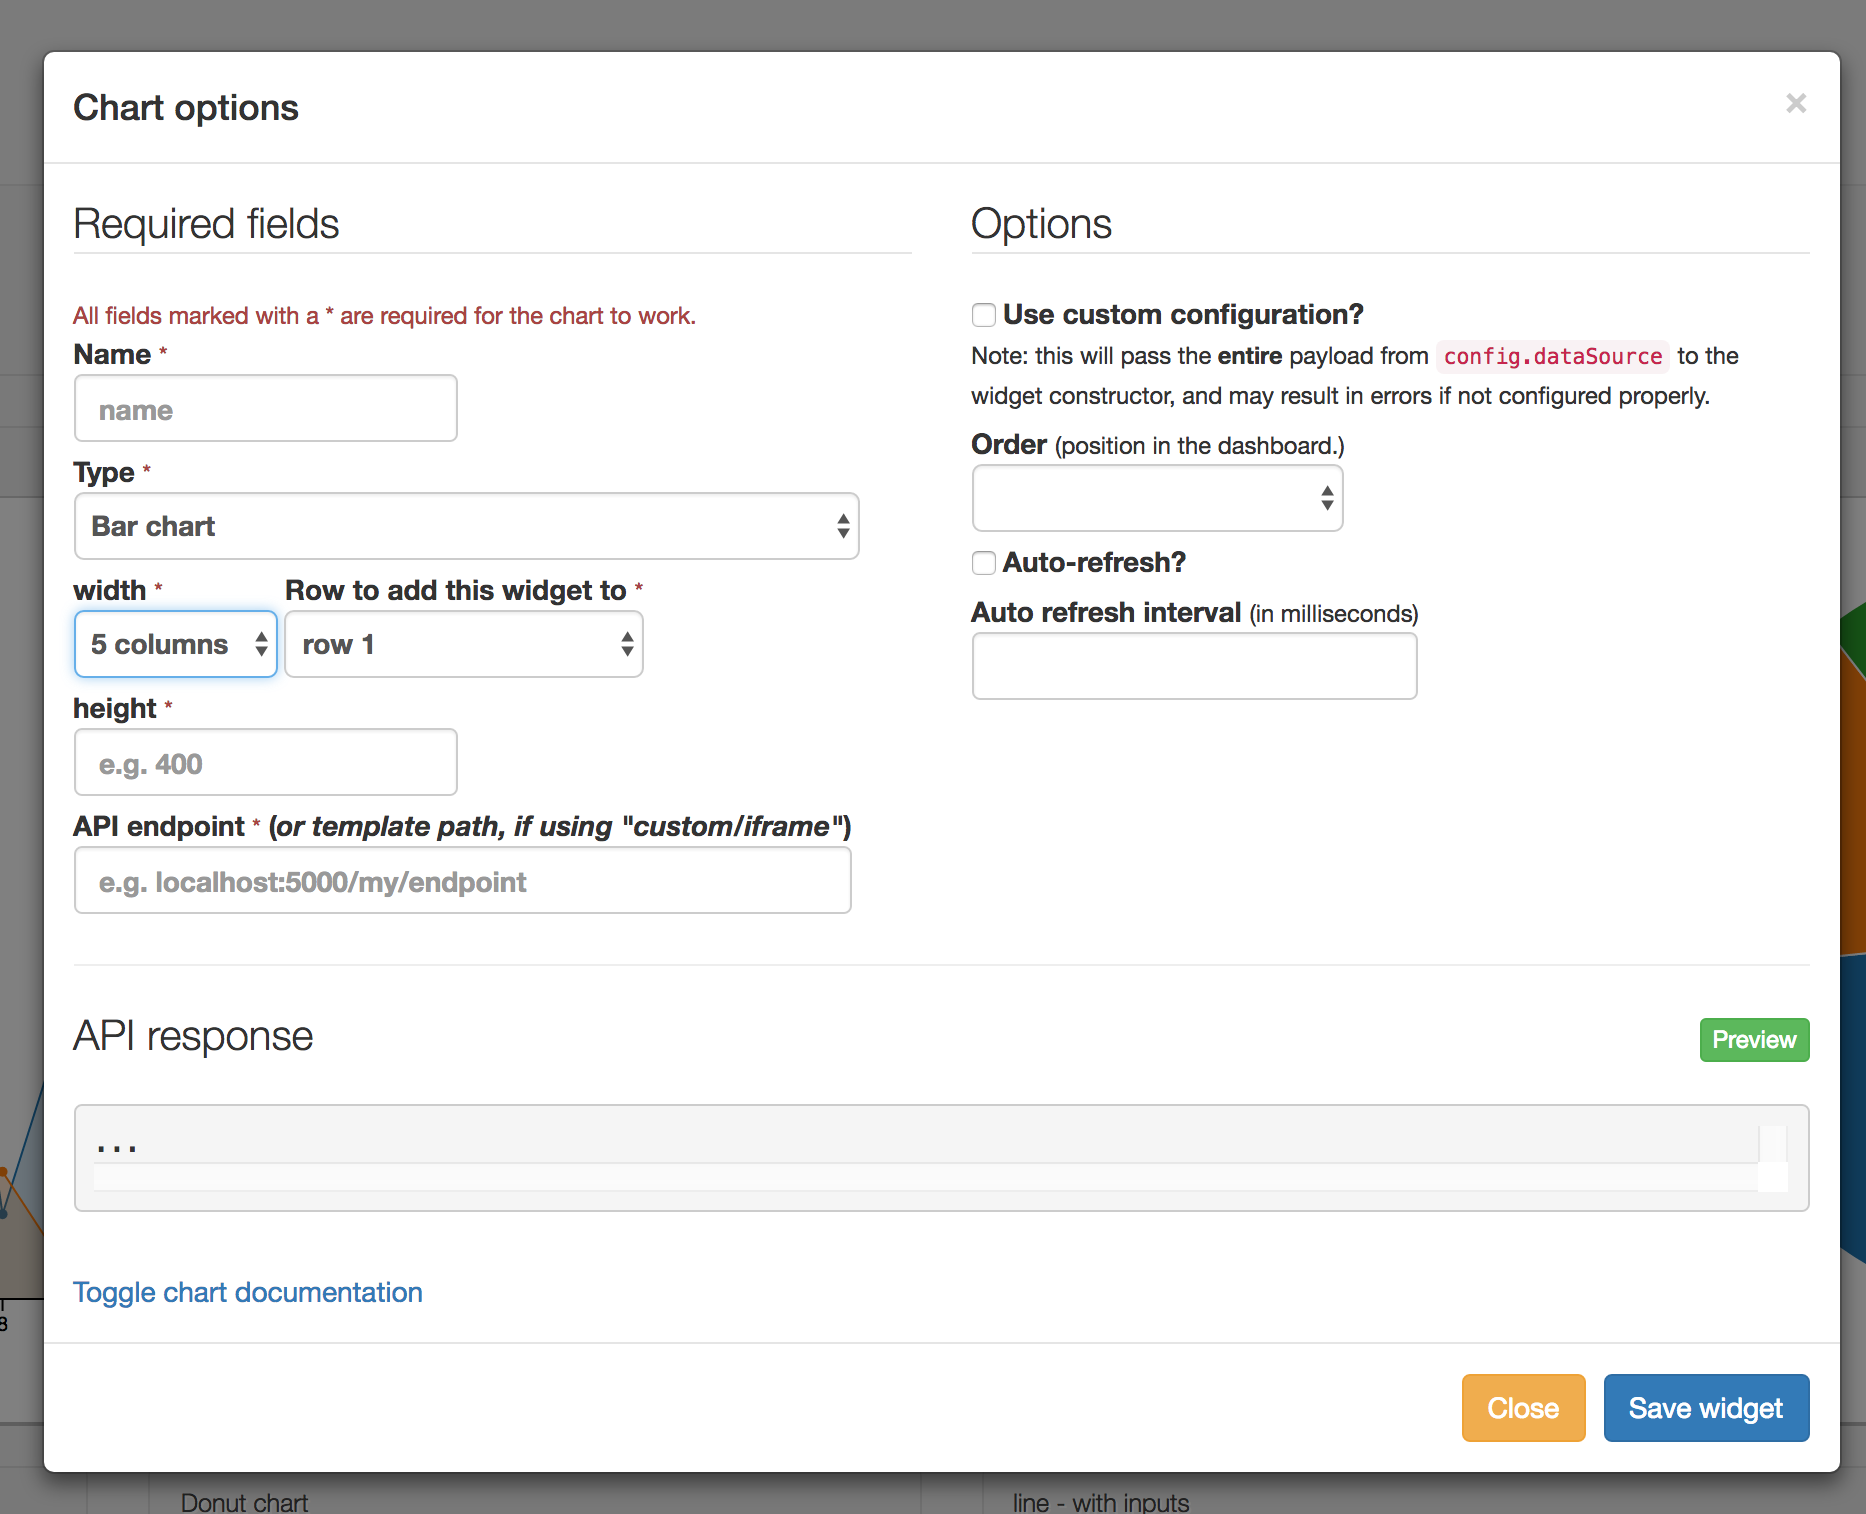 Chart options
×
Required fields
All fields marked with a * are required for the chart to work.
Name *
name
Type *
Bar chart
width * Row to add this widget to *
5 columns row 1
height *
e.g. 400
API endpoint * (or template path, if using "custom/iframe")
e.g. localhost:5000/my/endpoint
Options
Use custom configuration?
Note: this will pass the entire payload from config.dataSource to the
widget constructor, and may result in errors if not configured properly.
Order (position in the dashboard.)
Auto-refresh?
Auto refresh interval (in milliseconds)
API response
Preview
...
Toggle chart documentation
8
Close Save widget
Donut chart line - with inputs